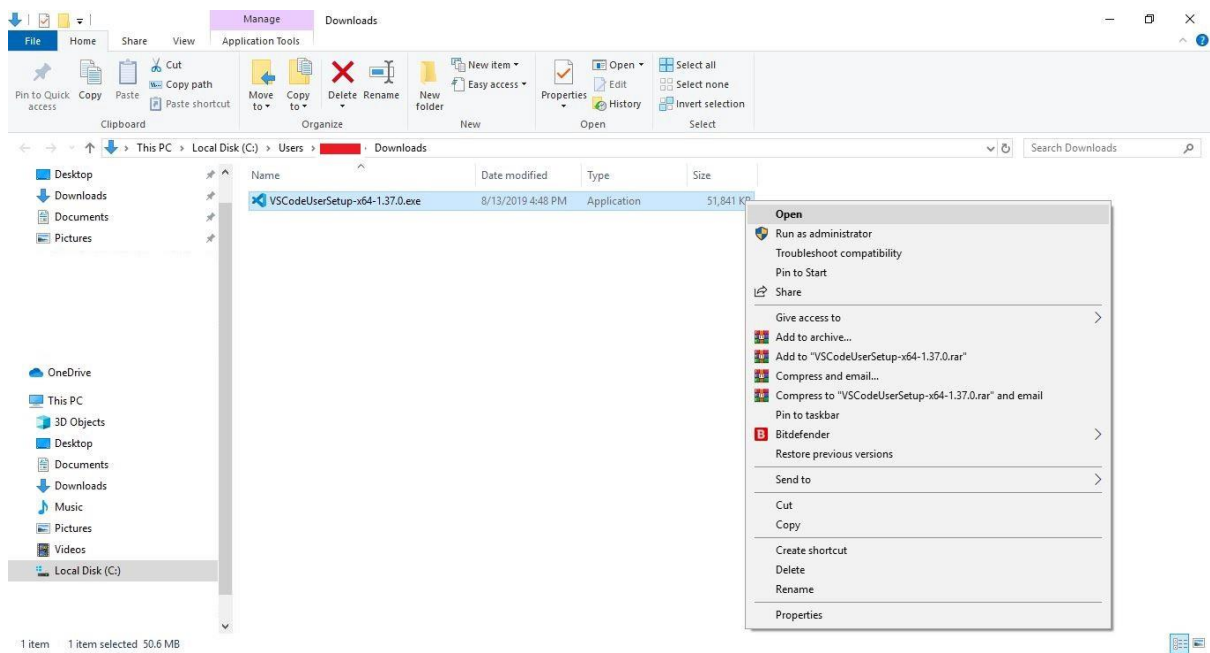 Manage
Downloads
File Home Share View Application Tools
Pin to Quick access
Copy
Paste
Cut
Copy path
Paste shortcut
Clipboard
Move to
Copy to
Delete
Rename
Organize
New folder
New item
Easy access
New
Properties
Open
Edit
History
Open
Select all
Select none
Invert selection
Select
This PC > Local Disk (C:) > Users > Downloads
Search Downloads
Desktop
Downloads
Documents
Pictures
OneDrive
This PC
3D Objects
Desktop
Documents
Downloads
Music
Pictures
Videos
Local Disk (C:)
Name Date modified Type Size
VSCodeUserSetup-x64-1.37.0.exe 8/13/2019 4:48 PM Application 51,841 KB
Open
Run as administrator
Troubleshoot compatibility
Pin to Start
Share
Give access to
Add to archive...
Add to "VSCodeUserSetup-x64-1.37.0.rar"
Compress and email...
Compress to "VSCodeUserSetup-x64-1.37.0.rar" and email
Pin to taskbar
B Bitdefender
Restore previous versions
Send to
Cut
Copy
Create shortcut
Delete
Rename
Properties
1 item 1 item selected 50.6 MB